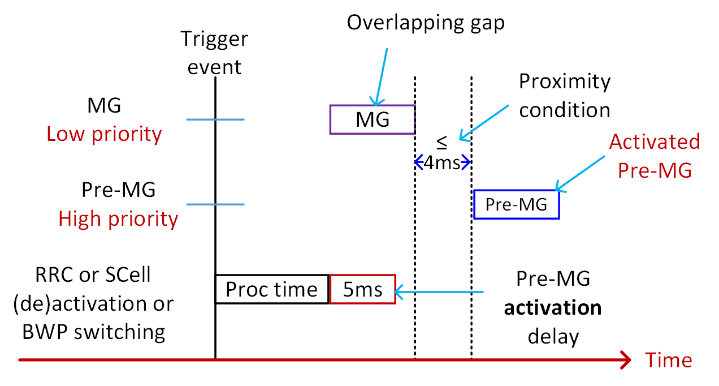 Overlapping gap
Trigger
event
Proximity
condition
MG
Low priority
MG
≤
4ms
Activated
Pre-MG
Pre-MG
High priority
Pre-MG
RRC or SCell
(de)activation or
BWP switching
Proc time
5ms
Pre-MG
activation
delay
Time